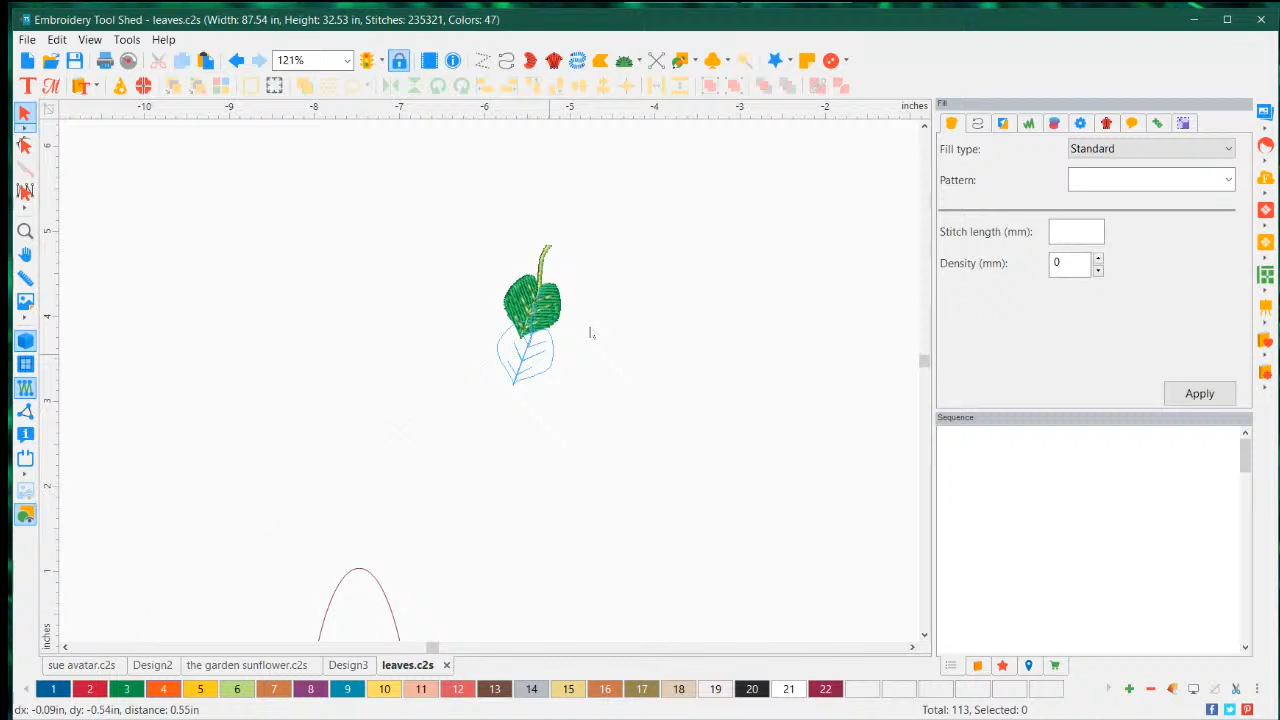 Embroidery Tool Shed - leaves.c2s (Width: 87.54 in, Height: 32.53 in, Stitches: 235321, Colors: 47)
File Edit View Tools Help
121%
-10 -9 -8 -7 -6 -5 -4 -3 -2 inches
6
5
4
3
2
1
inches
Fill
Fill type: Standard
Pattern:
Stitch length (mm):
Density (mm): 0
Apply
Sequence
sue avatar.c2s Design2 the garden sunflower.c2s Design3 leaves.c2s
1 2 3 4 5 6 7 8 9 10 11 12 13 14 15 16 17 18 19 20 21 22
dx: -0.09in, dy: -0.54in, distance: 0.55in
Total: 113, Selected: 0